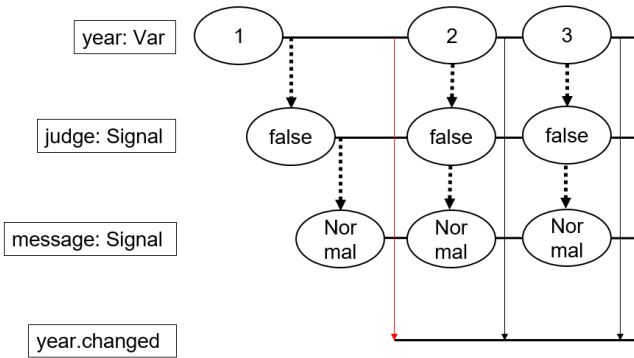 year: Var
1
2
3
judge: Signal
false
false
false
message: Signal
Nor
mal
Nor
mal
Nor
mal
year.changed